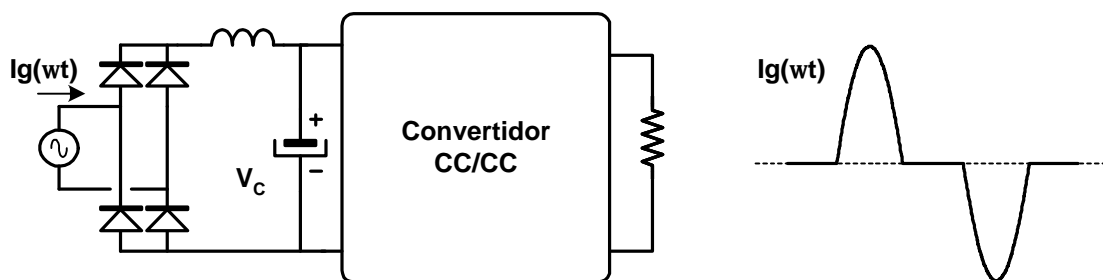 Ig(wt)
+
Convertidor
CC/CC
V_C
−
Ig(wt)